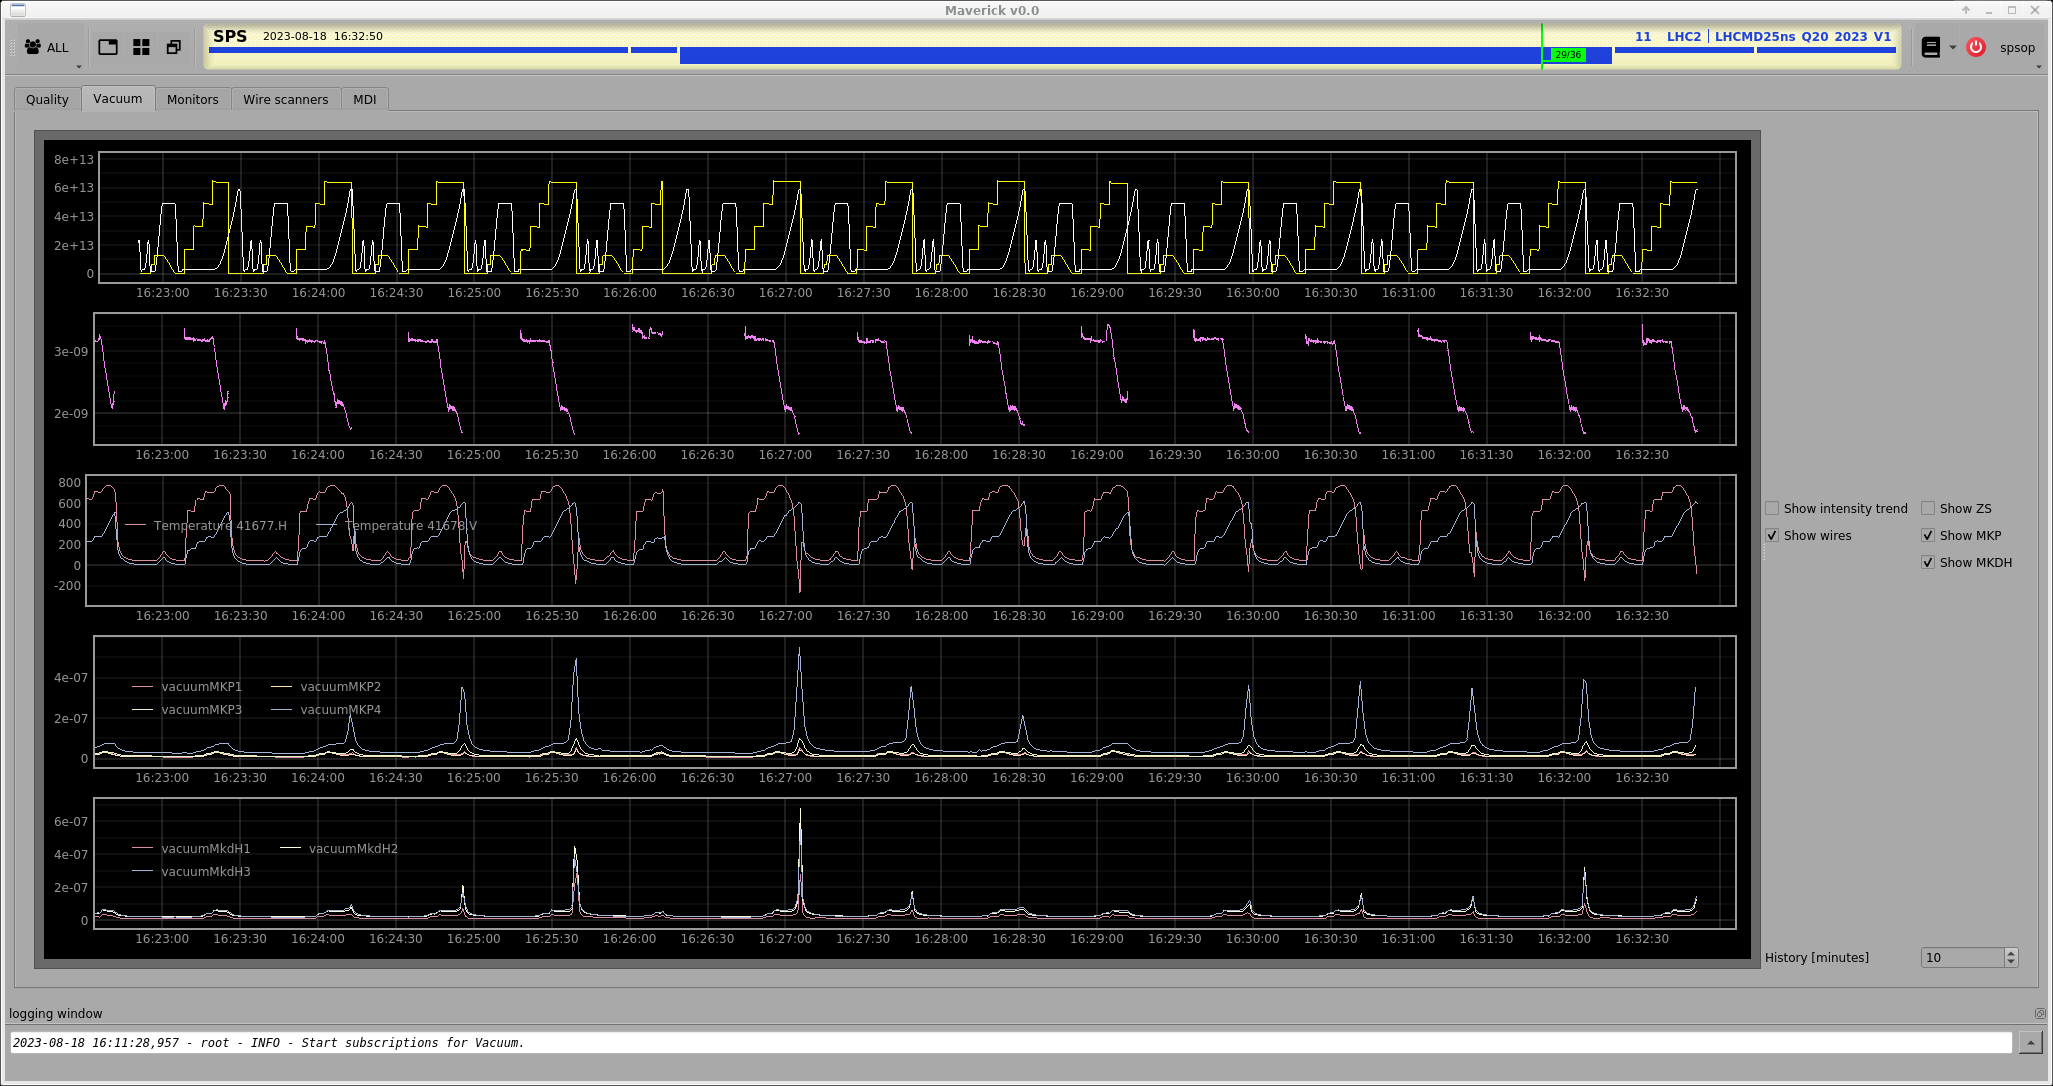 Maverick v0.0
ALL
SPS 2023-08-18 16:32:50
11 LHC2 | LHCMD25ns Q20 2023 V1
29/36
spsop
Quality Vacuum Monitors Wire scanners MDI
8e+13
6e+13
4e+13
2e+13
0
16:23:00 16:23:30 16:24:00 16:24:30 16:25:00 16:25:30 16:26:00 16:26:30 16:27:00 16:27:30 16:28:00 16:28:30 16:29:00 16:29:30 16:30:00 16:30:30 16:31:00 16:31:30 16:32:00 16:32:30
3e-09
2e-09
16:23:00 16:23:30 16:24:00 16:24:30 16:25:00 16:25:30 16:26:00 16:26:30 16:27:00 16:27:30 16:28:00 16:28:30 16:29:00 16:29:30 16:30:00 16:30:30 16:31:00 16:31:30 16:32:00 16:32:30
800
600
400
200
0
-200
Temperature 41677.H Temperature 41678.V
16:23:00 16:23:30 16:24:00 16:24:30 16:25:00 16:25:30 16:26:00 16:26:30 16:27:00 16:27:30 16:28:00 16:28:30 16:29:00 16:29:30 16:30:00 16:30:30 16:31:00 16:31:30 16:32:00 16:32:30
4e-07
2e-07
0
vacuumMKP1 vacuumMKP2
vacuumMKP3 vacuumMKP4
16:23:00 16:23:30 16:24:00 16:24:30 16:25:00 16:25:30 16:26:00 16:26:30 16:27:00 16:27:30 16:28:00 16:28:30 16:29:00 16:29:30 16:30:00 16:30:30 16:31:00 16:31:30 16:32:00 16:32:30
6e-07
4e-07
2e-07
0
vacuumMkdH1 vacuumMkdH2
vacuumMkdH3
16:23:00 16:23:30 16:24:00 16:24:30 16:25:00 16:25:30 16:26:00 16:26:30 16:27:00 16:27:30 16:28:00 16:28:30 16:29:00 16:29:30 16:30:00 16:30:30 16:31:00 16:31:30 16:32:00 16:32:30
Show intensity trend Show ZS
Show wires Show MKP
Show MKDH
History [minutes] 10
logging window
2023-08-18 16:11:28,957 - root - INFO - Start subscriptions for Vacuum.